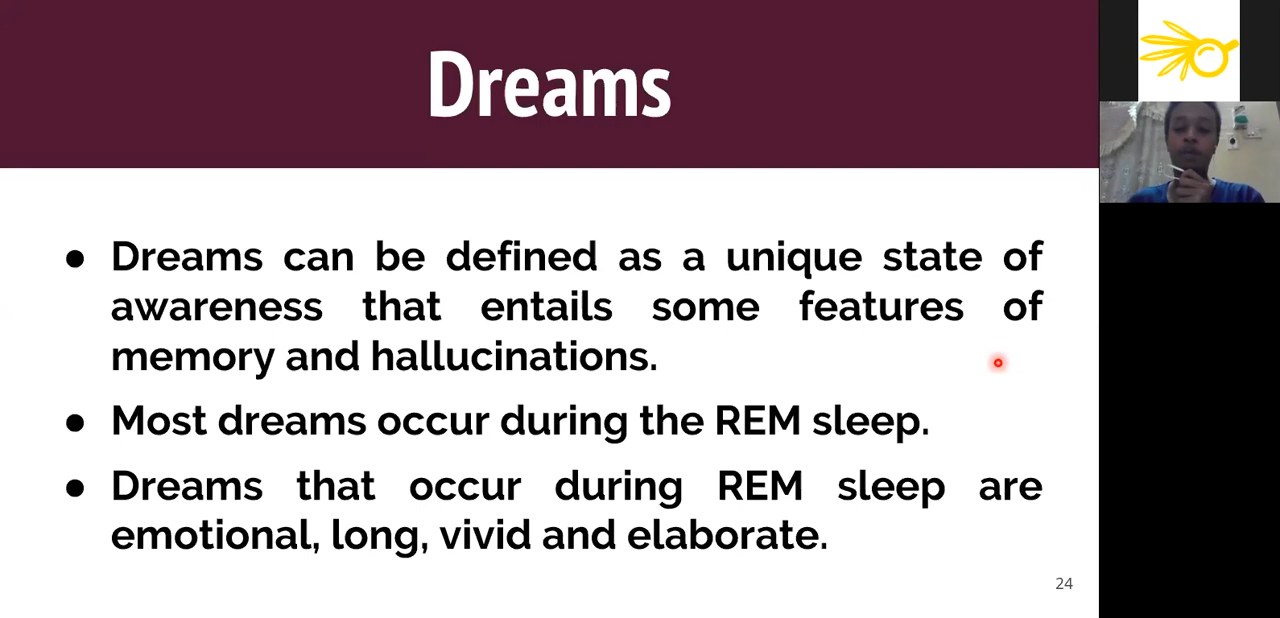 Dreams
● Dreams can be defined as a unique state of
awareness that entails some features of
memory and hallucinations.
● Most dreams occur during the REM sleep.
● Dreams that occur during REM sleep are
emotional, long, vivid and elaborate.
24